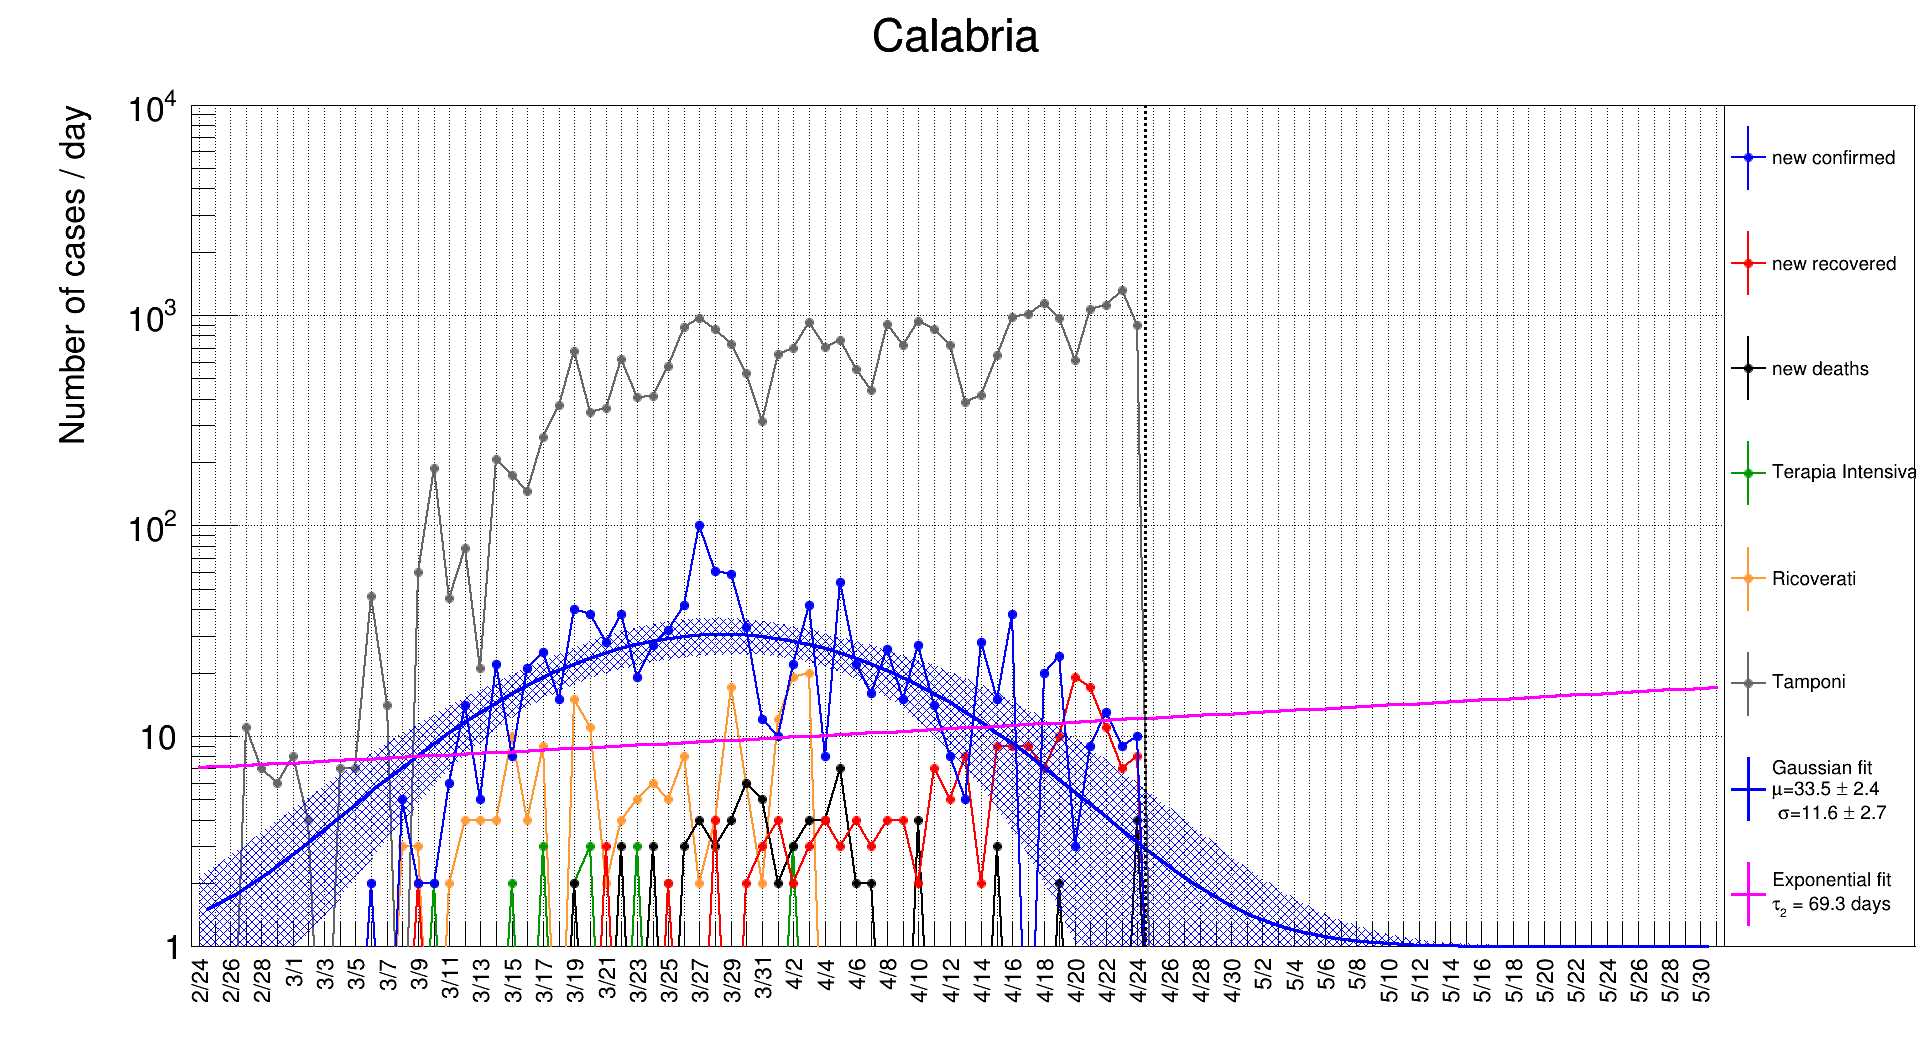 Calabria
Number of cases / day
10^4
10^3
10^2
10
1
2/24 2/26 2/28 3/1 3/3 3/5 3/7 3/9 3/11 3/13 3/15 3/17 3/19 3/21 3/23 3/25 3/27 3/29 3/31 4/2 4/4 4/6 4/8 4/10 4/12 4/14 4/16 4/18 4/20 4/22 4/24 4/26 4/28 4/30 5/2 5/4 5/6 5/8 5/10 5/12 5/14 5/16 5/18 5/20 5/22 5/24 5/26 5/28 5/30
new confirmed
new recovered
new deaths
Terapia Intensiva
Ricoverati
Tamponi
Gaussian fit
μ=33.5 ± 2.4
σ=11.6 ± 2.7
Exponential fit
τ₂ = 69.3 days